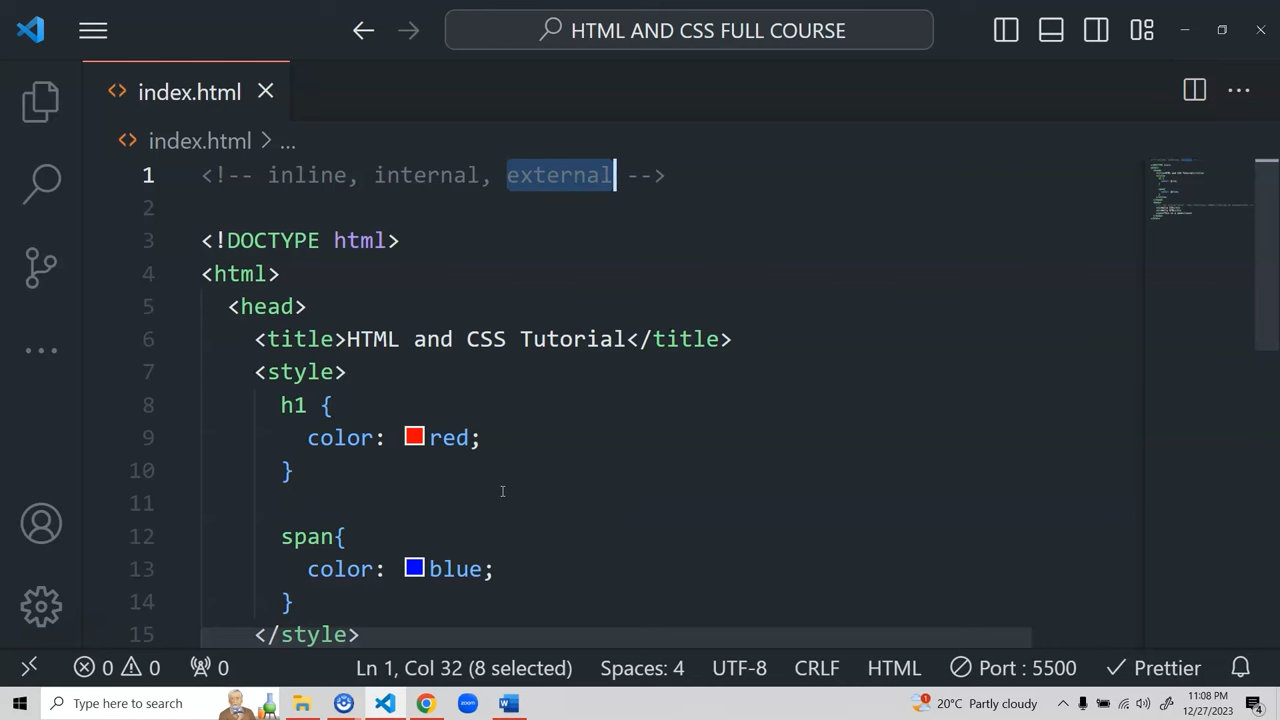 HTML AND CSS FULL COURSE
index.html
index.html > ...
1 <!-- inline, internal, external -->
2
3 <!DOCTYPE html>
4 <html>
5 <head>
6 <title>HTML and CSS Tutorial</title>
7 <style>
8 h1 {
9 color: red;
10 }
11
12 span{
13 color: blue;
14 }
15 </style>
0 0 0 Ln 1, Col 32 (8 selected) Spaces: 4 UTF-8 CRLF HTML Port : 5500 Prettier
Type here to search zoom W 1 20°C Partly cloudy 11:08 PM
12/27/2023 4